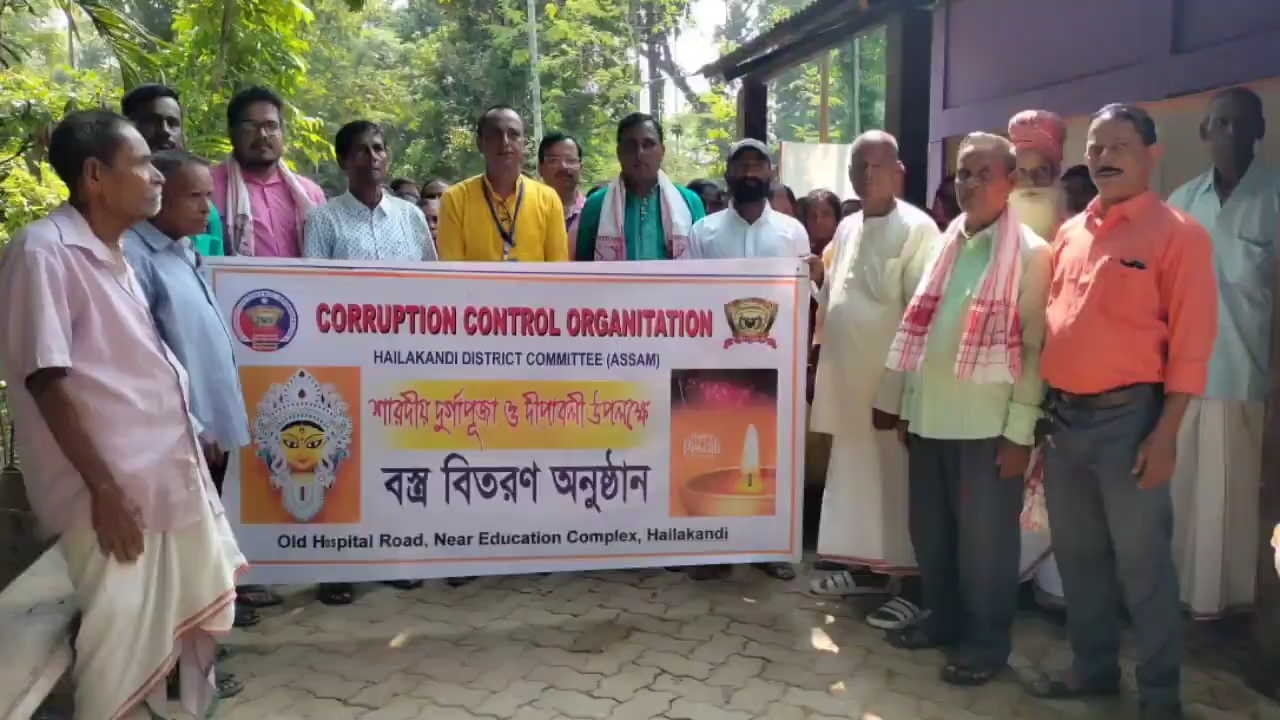 CORRUPTION CONTROL ORGANITATION
HAILAKANDI DISTRICT COMMITTEE (ASSAM)
শারদীয় দুর্গাপূজা ও দীপাবলী উপলক্ষে
বস্ত্র বিতরণ অনুষ্ঠান
Old Hospital Road, Near Education Complex, Hailakandi